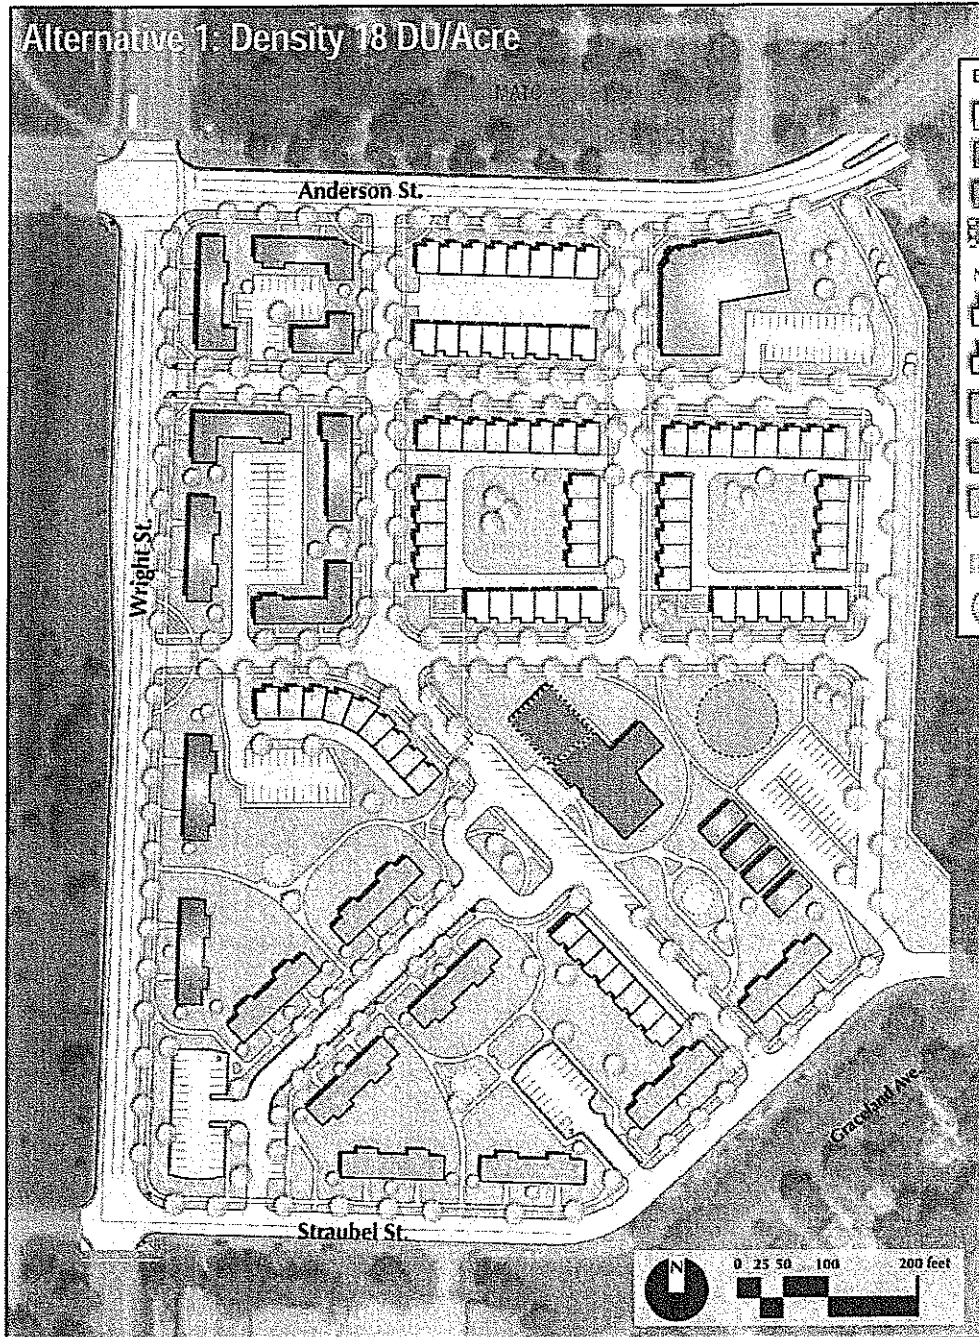 Alternative 1: Density 18 DU/Acre
Anderson St.
Wright St.
Graceland Ave
Straubel St.
N
0 25 50 100 200 feet